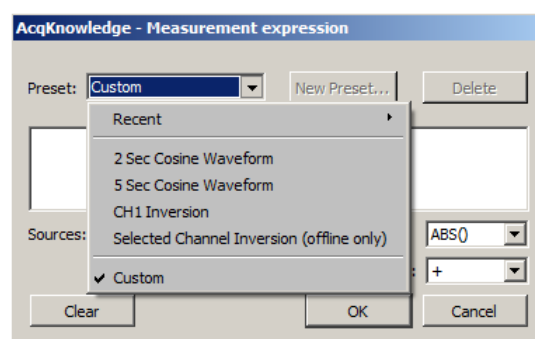 AcqKnowledge - Measurement expression
Preset: Custom New Preset... Delete
Recent
2 Sec Cosine Waveform
5 Sec Cosine Waveform
CH1 Inversion
Selected Channel Inversion (offline only)
Sources: ABS()
✔ Custom : +
Clear OK Cancel